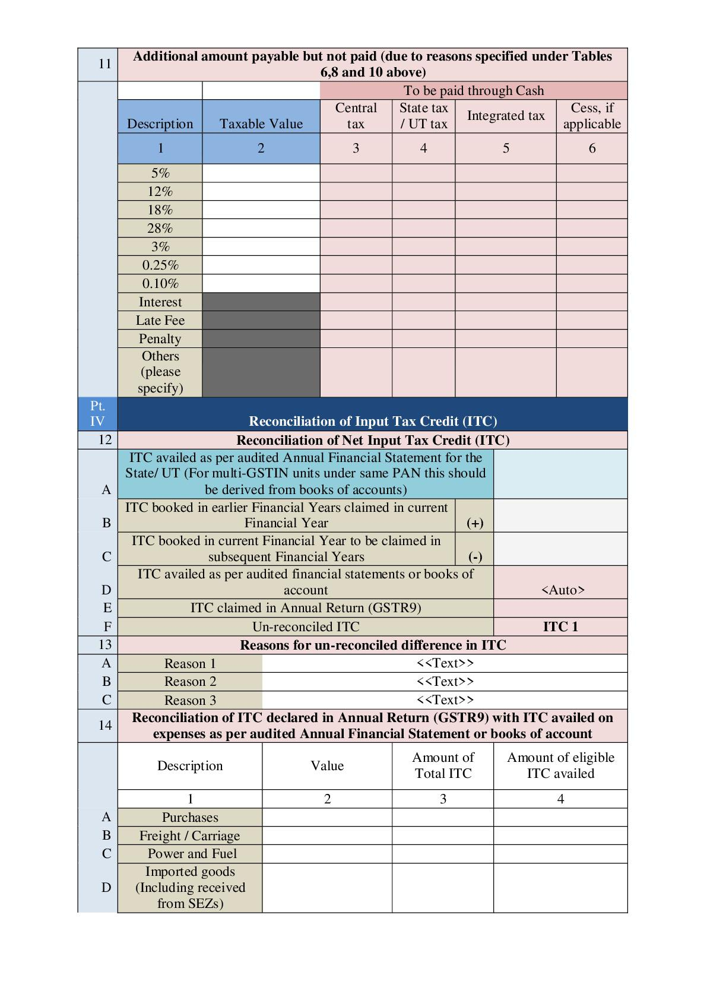 11
Additional amount payable but not paid (due to reasons specified under Tables
6,8 and 10 above)
To be paid through Cash
Description
Taxable Value
Central
tax
State tax
/ UT tax
Integrated tax
Cess, if
applicable
1
2
3
4
5
6
5%
12%
18%
28%
3%
0.25%
0.10%
Interest
Late Fee
Penalty
Others
(please
specify)
Pt.
IV
Reconciliation of Input Tax Credit (ITC)
12
Reconciliation of Net Input Tax Credit (ITC)
A
ITC availed as per audited Annual Financial Statement for the
State/ UT (For multi-GSTIN units under same PAN this should
be derived from books of accounts)
B
ITC booked in earlier Financial Years claimed in current
Financial Year
(+)
C
ITC booked in current Financial Year to be claimed in
subsequent Financial Years
(-)
D
ITC availed as per audited financial statements or books of
account
<Auto>
E
ITC claimed in Annual Return (GSTR9)
F
Un-reconciled ITC
ITC 1
13
Reasons for un-reconciled difference in ITC
A
Reason 1
<<Text>>
B
Reason 2
<<Text>>
C
Reason 3
<<Text>>
14
Reconciliation of ITC declared in Annual Return (GSTR9) with ITC availed on
expenses as per audited Annual Financial Statement or books of account
Description
Value
Amount of
Total ITC
Amount of eligible
ITC availed
1
2
3
4
A
Purchases
B
Freight / Carriage
C
Power and Fuel
D
Imported goods
(Including received
from SEZs)